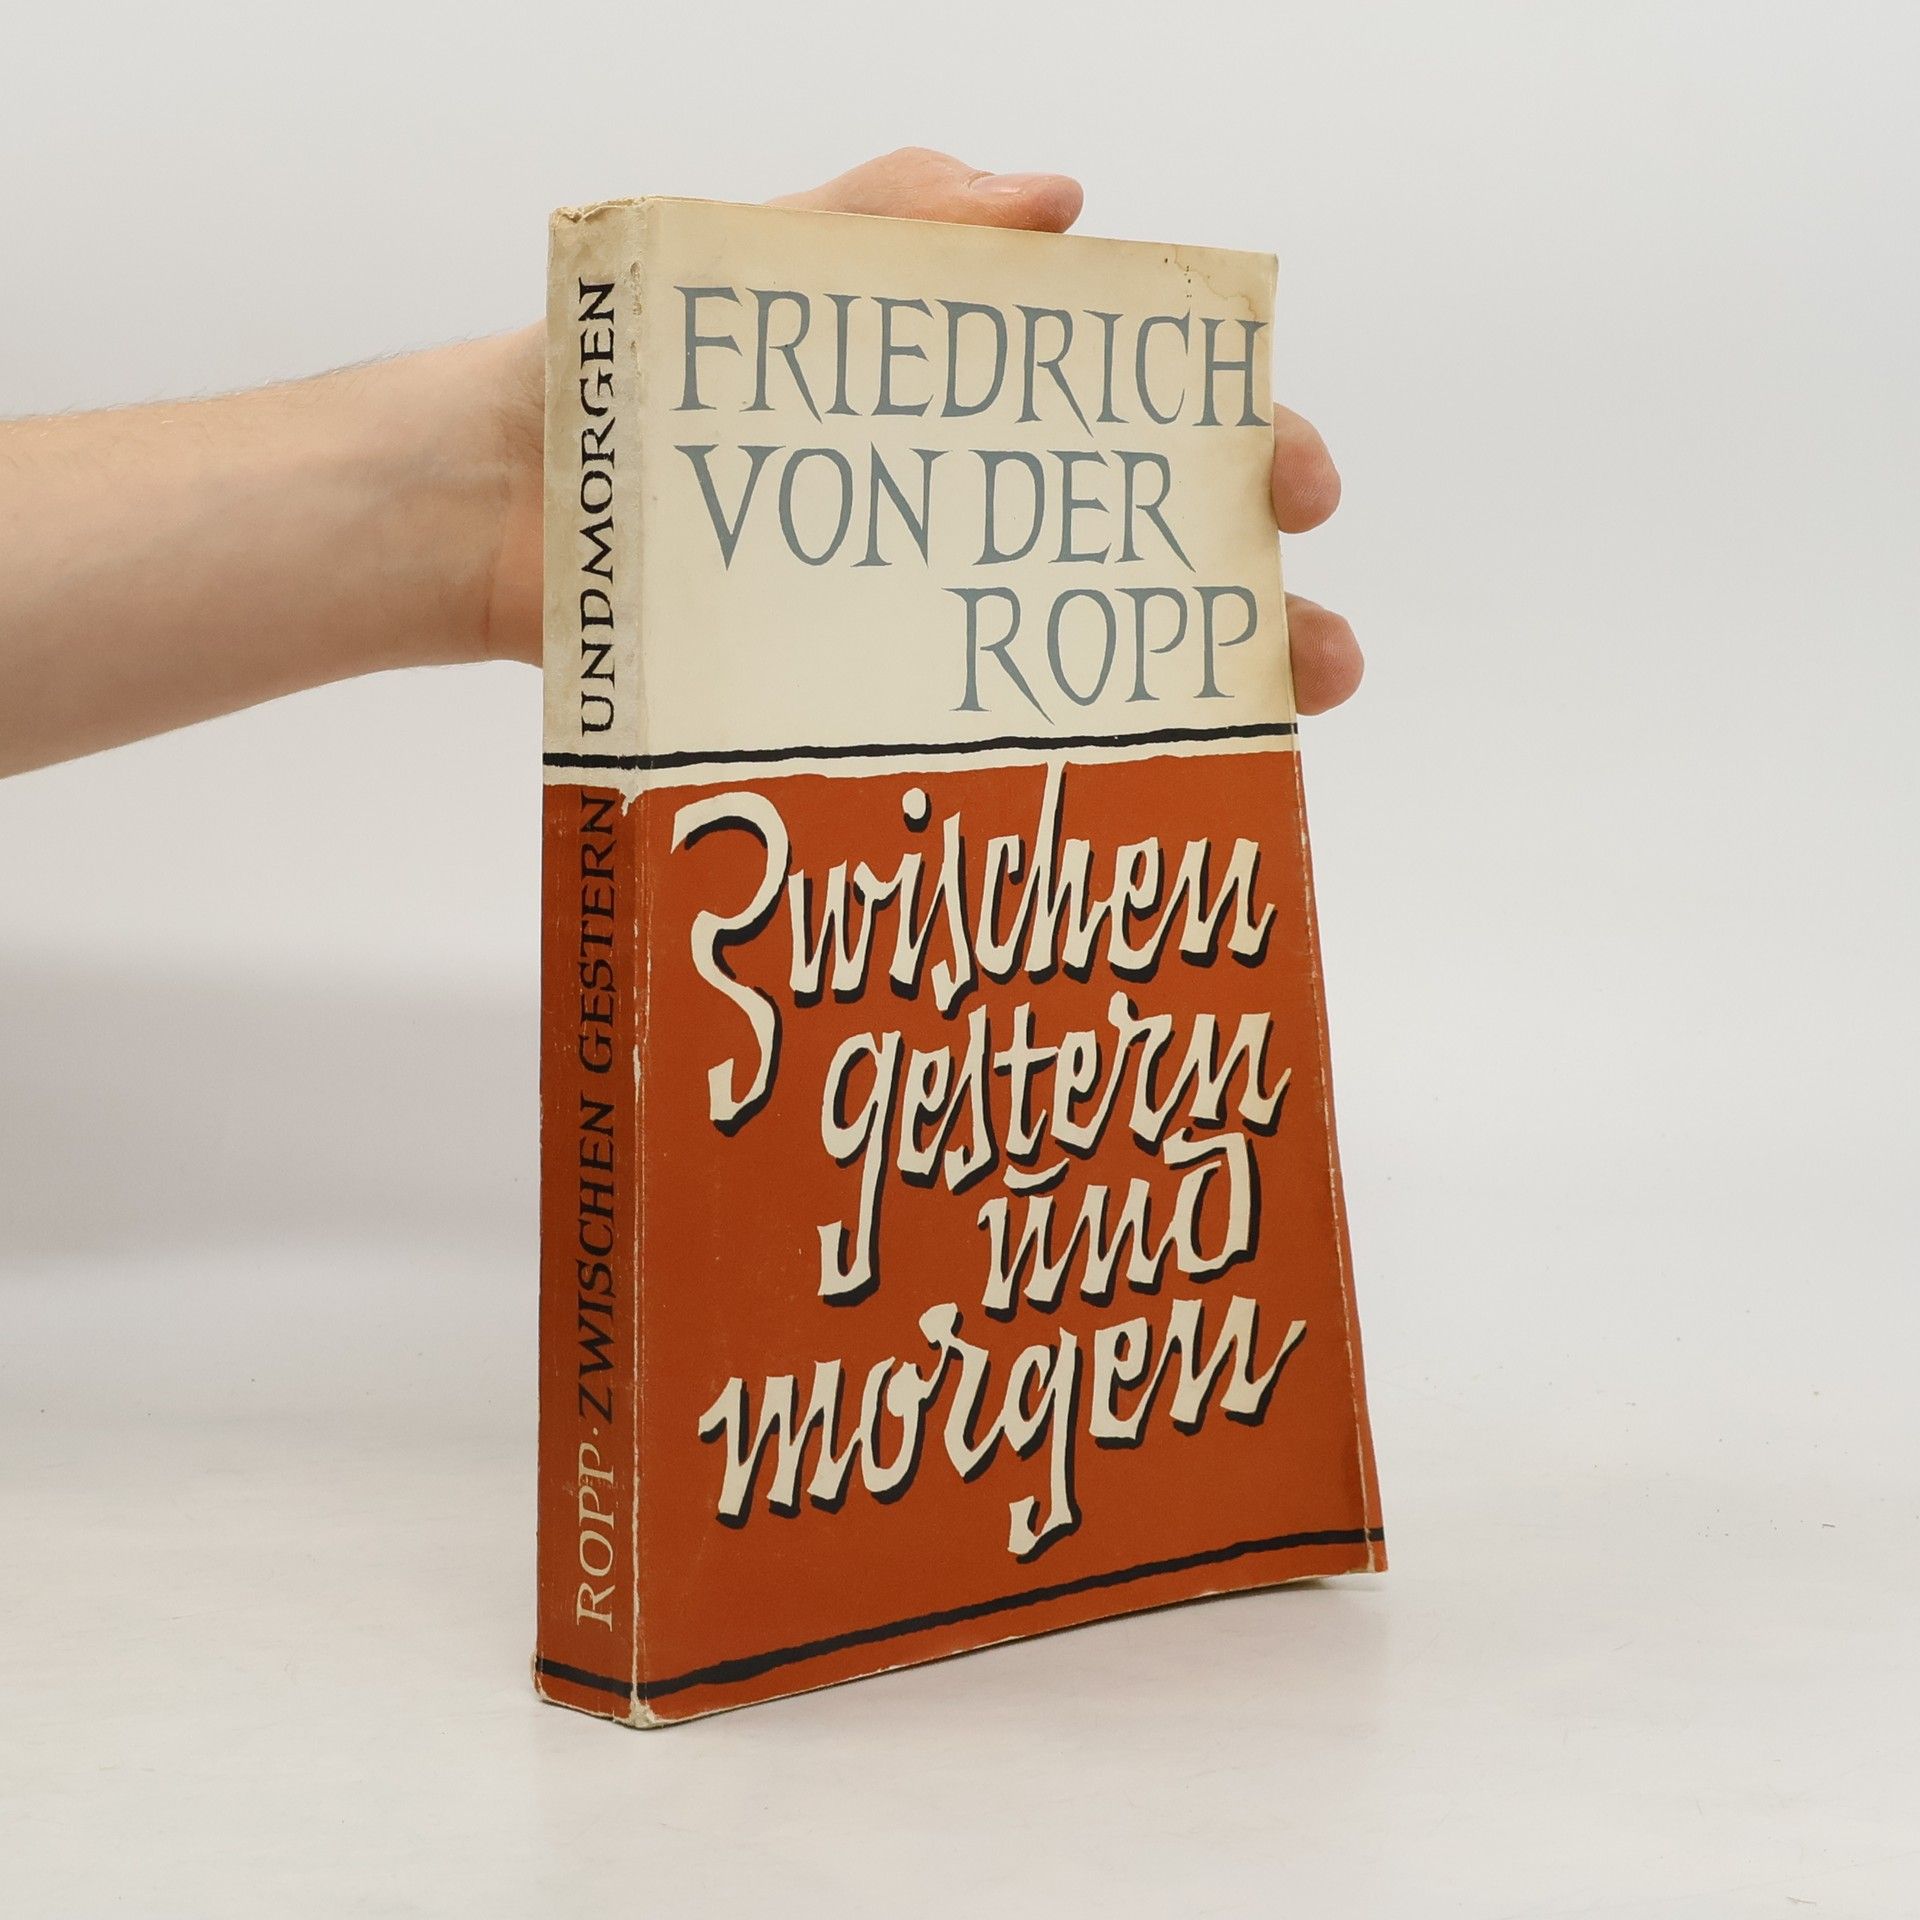 FRIEDRICH
VON DER
ROPP
Zwischen
gestern
und
morgen
ROPP · ZWISCHEN GESTERN UND MORGEN